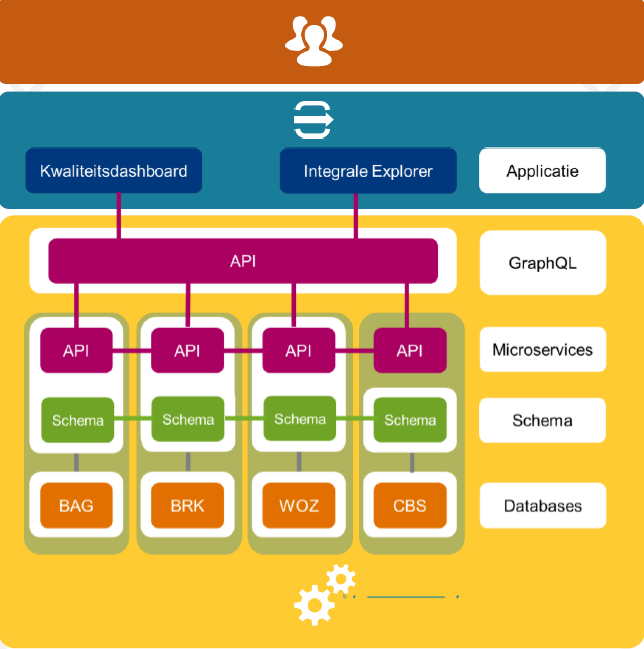 Kwaliteitsdashboard
Integrale Explorer
Applicatie
API
GraphQL
API API API API
Microservices
Schema Schema Schema Schema
Schema
BAG BRK WOZ CBS
Databases